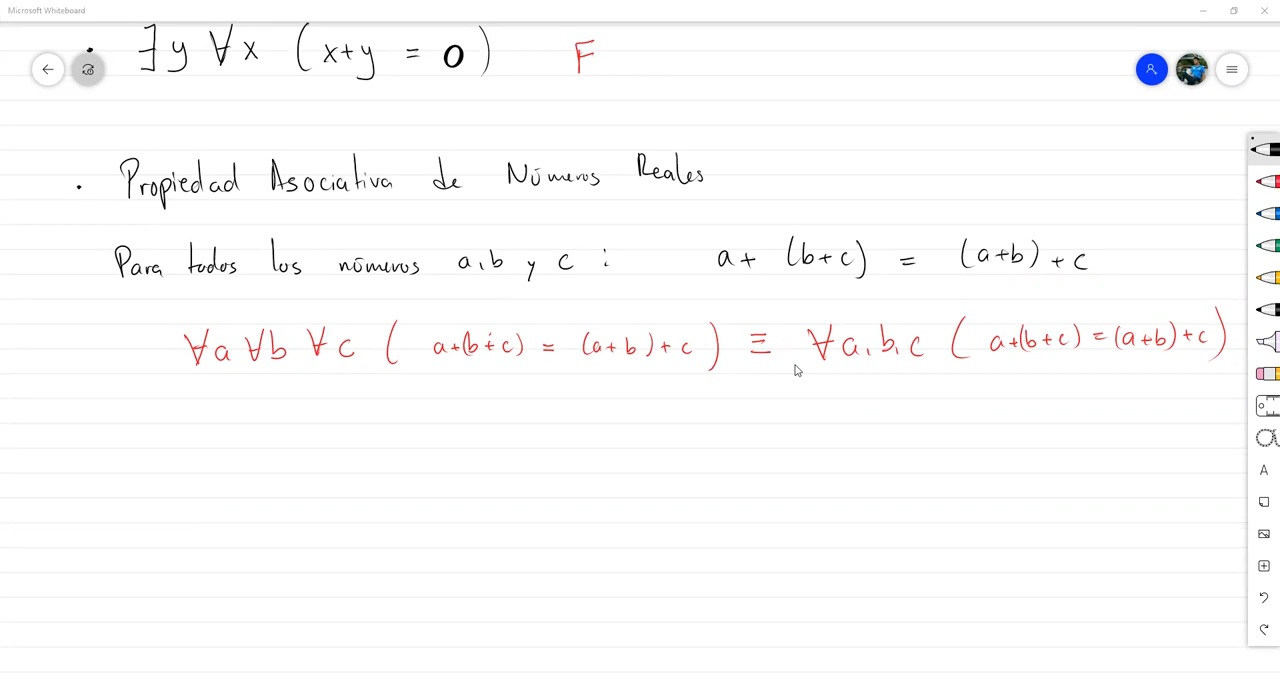 Microsoft Whiteboard
• ∃y ∀x (x+y = 0) F
• Propiedad Asociativa de Números Reales
Para todos los números a, b y c : a+ (b+c) = (a+b) + c
∀a ∀b ∀c ( a+(b+c) = (a+b)+c ) ≡ ∀a, b, c ( a+(b+c) = (a+b)+c )
A